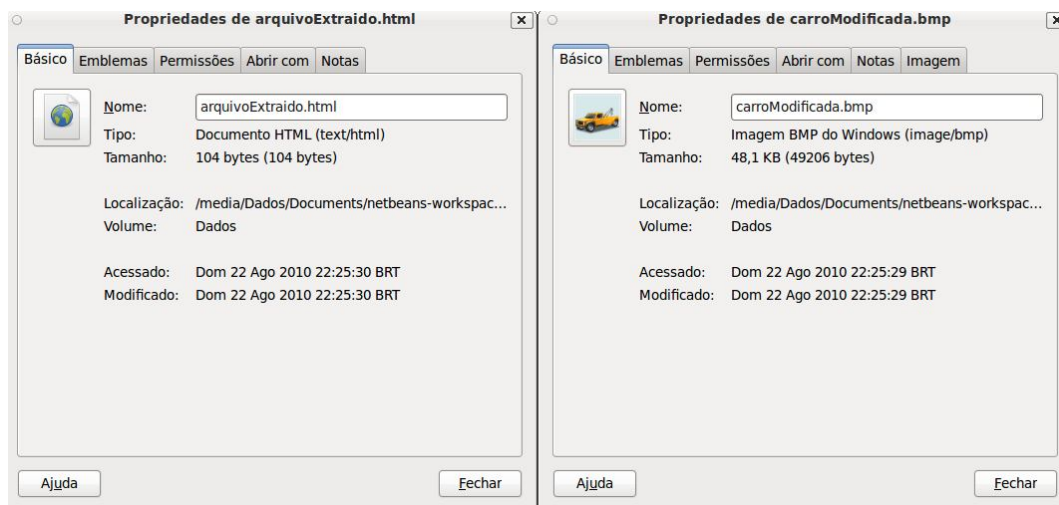 Propriedades de arquivoExtraido.html
Básico Emblemas Permissões Abrir com Notas
Nome: arquivoExtraido.html
Tipo: Documento HTML (text/html)
Tamanho: 104 bytes (104 bytes)
Localização: /media/Dados/Documents/netbeans-workspac...
Volume: Dados
Acessado: Dom 22 Ago 2010 22:25:30 BRT
Modificado: Dom 22 Ago 2010 22:25:30 BRT
Ajuda Fechar
Propriedades de carroModificada.bmp
Básico Emblemas Permissões Abrir com Notas Imagem
Nome: carroModificada.bmp
Tipo: Imagem BMP do Windows (image/bmp)
Tamanho: 48,1 KB (49206 bytes)
Localização: /media/Dados/Documents/netbeans-workspac...
Volume: Dados
Acessado: Dom 22 Ago 2010 22:25:29 BRT
Modificado: Dom 22 Ago 2010 22:25:29 BRT
Ajuda Fechar